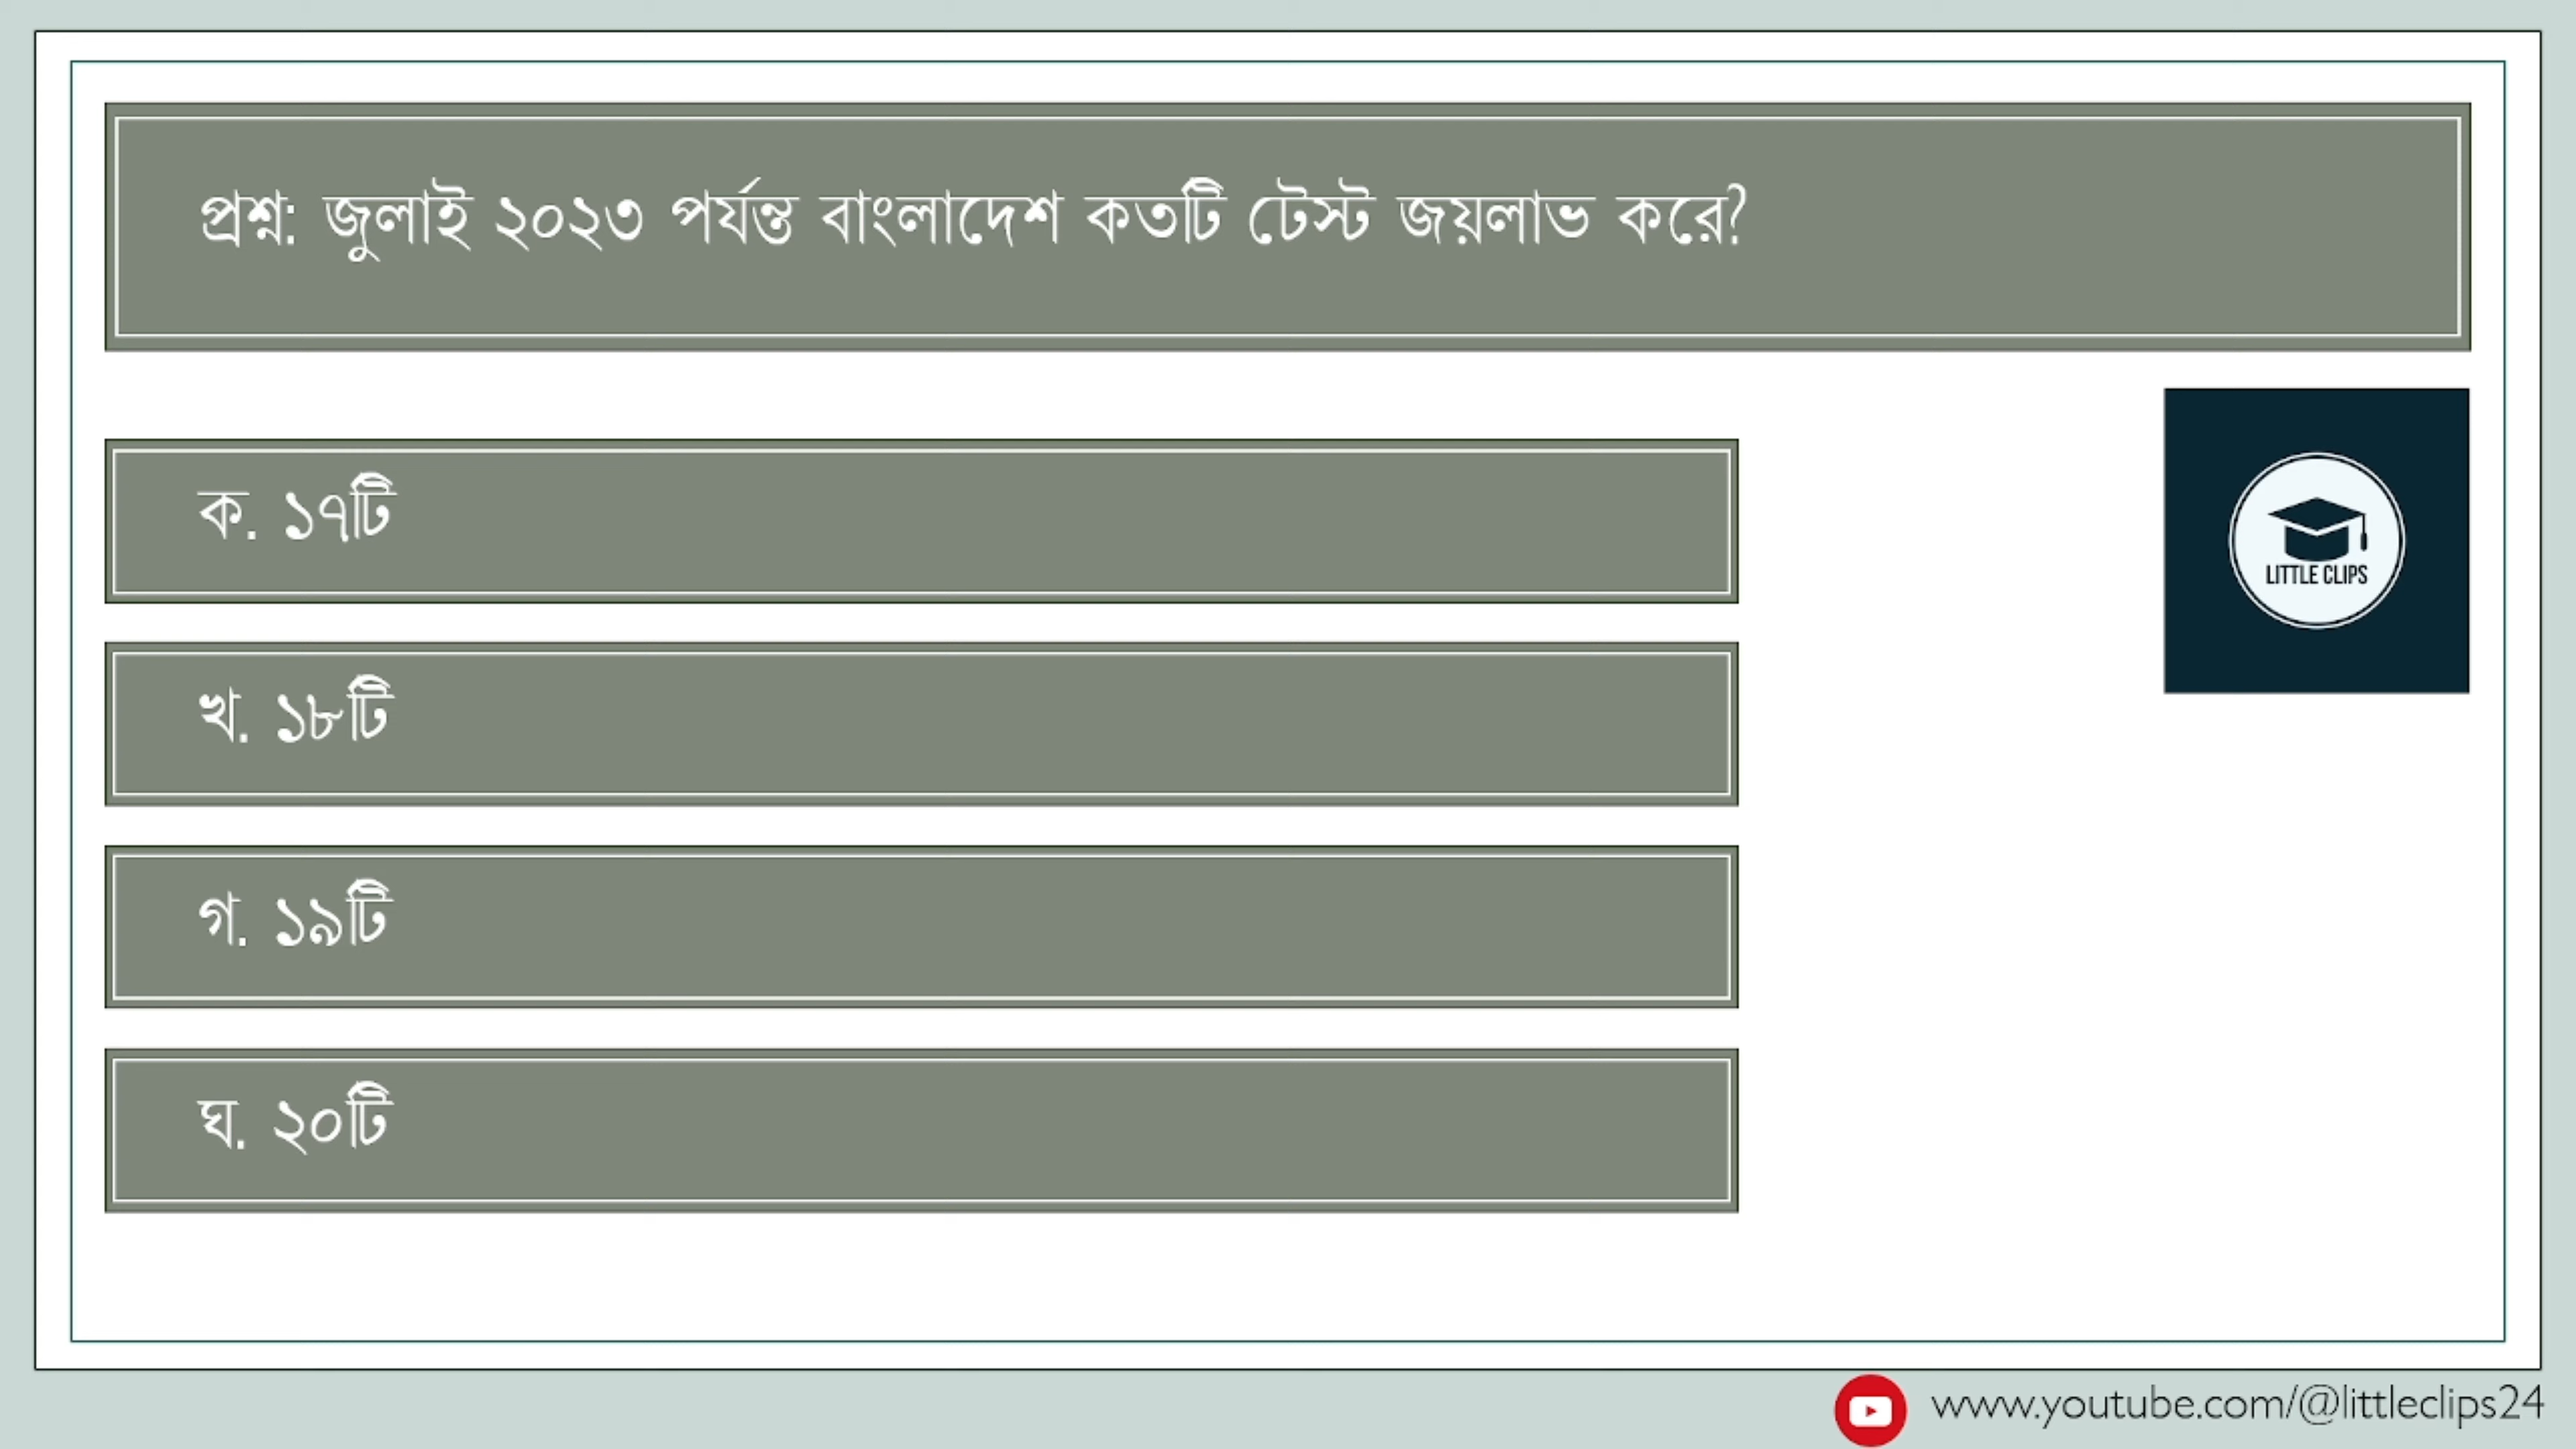 প্রশ্ন: জুলাই ২০২৩ পর্যন্ত বাংলাদেশ কতটি টেস্ট জয়লাভ করে?
ক. ১৭টি
LITTLE CLIPS
খ. ১৮টি
গ. ১৯টি
ঘ. ২০টি
www.youtube.com/@littleclips24